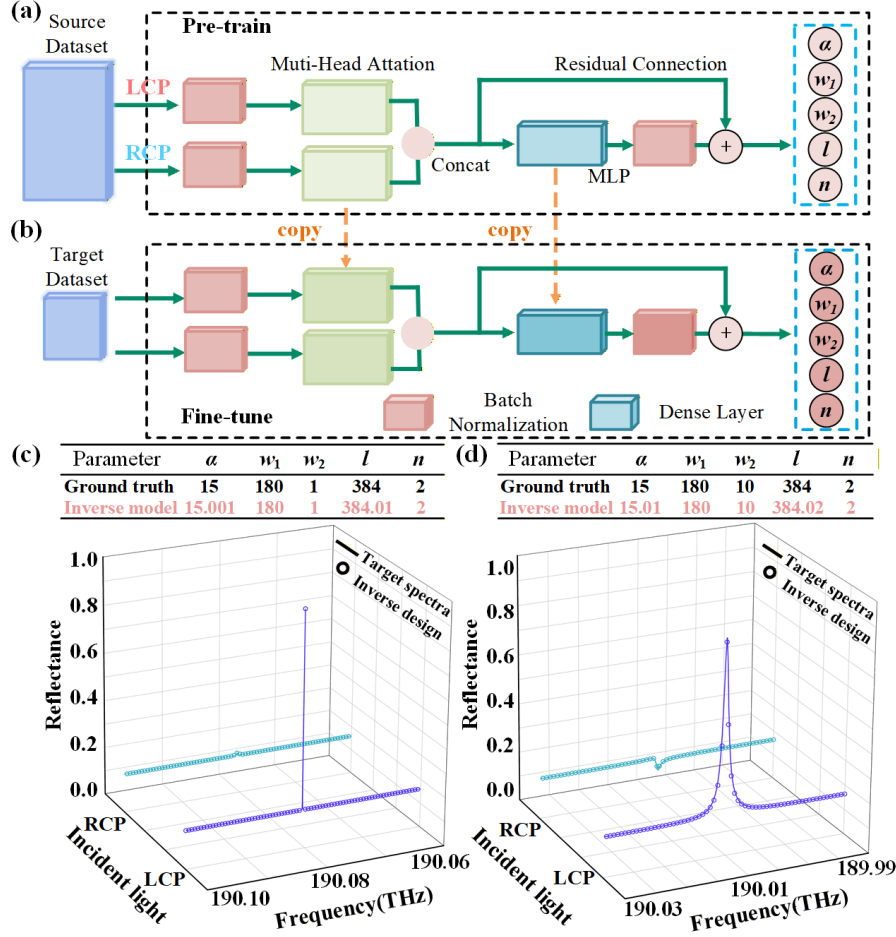 (a)
Source
Dataset
Pre-train
LCP
RCP
Muti-Head Attation
Concat
Residual Connection
MLP
+
α
w1
w2
l
n
copy
copy
(b)
Target
Dataset
+
α
w1
w2
l
n
Fine-tune
Batch
Normalization
Dense Layer
(c)
Parameter α w1 w2 l n
Ground truth 15 180 1 384 2
Inverse model 15.001 180 1 384.01 2
Target spectra
Inverse design
1.0
0.8
0.6
0.4
0.2
0.0
Reflectance
RCP
LCP
Incident light
190.10
190.08
190.06
Frequency(THz)
(d)
Parameter α w1 w2 l n
Ground truth 15 180 10 384 2
Inverse model 15.01 180 10 384.02 2
Target spectra
Inverse design
1.0
0.8
0.6
0.4
0.2
0.0
Reflectance
RCP
LCP
Incident light
190.03
190.01
189.99
Frequency(THz)